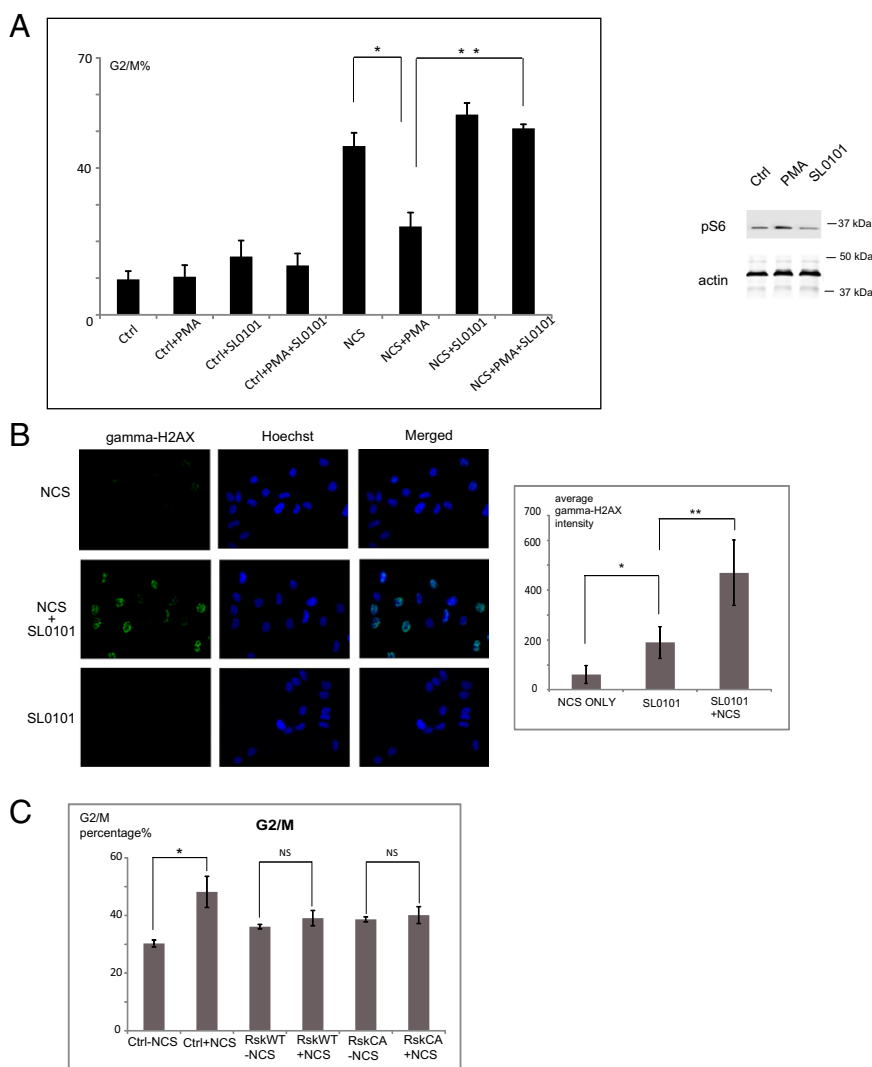 A
G2/M%
70
40
0
*
* *
Ctrl
Ctrl+PMA
Ctrl+SL0101
Ctrl+PMA+SL0101
NCS
NCS+PMA
NCS+SL0101
NCS+PMA+SL0101
Ctrl
PMA
SL0101
pS6
37 kDa
50 kDa
actin
37 kDa
B
gamma-H2AX
Hoechst
Merged
NCS
NCS
+
SL0101
SL0101
average
gamma-H2AX
intensity
700
600
400
200
0
*
**
NCS ONLY
SL0101
SL0101
+NCS
C
G2/M
percentage%
G2/M
60
40
20
0
*
NS
NS
Ctrl-NCS
Ctrl+NCS
RskWT
-NCS
RskWT
+NCS
RskCA
-NCS
RskCA
+NCS